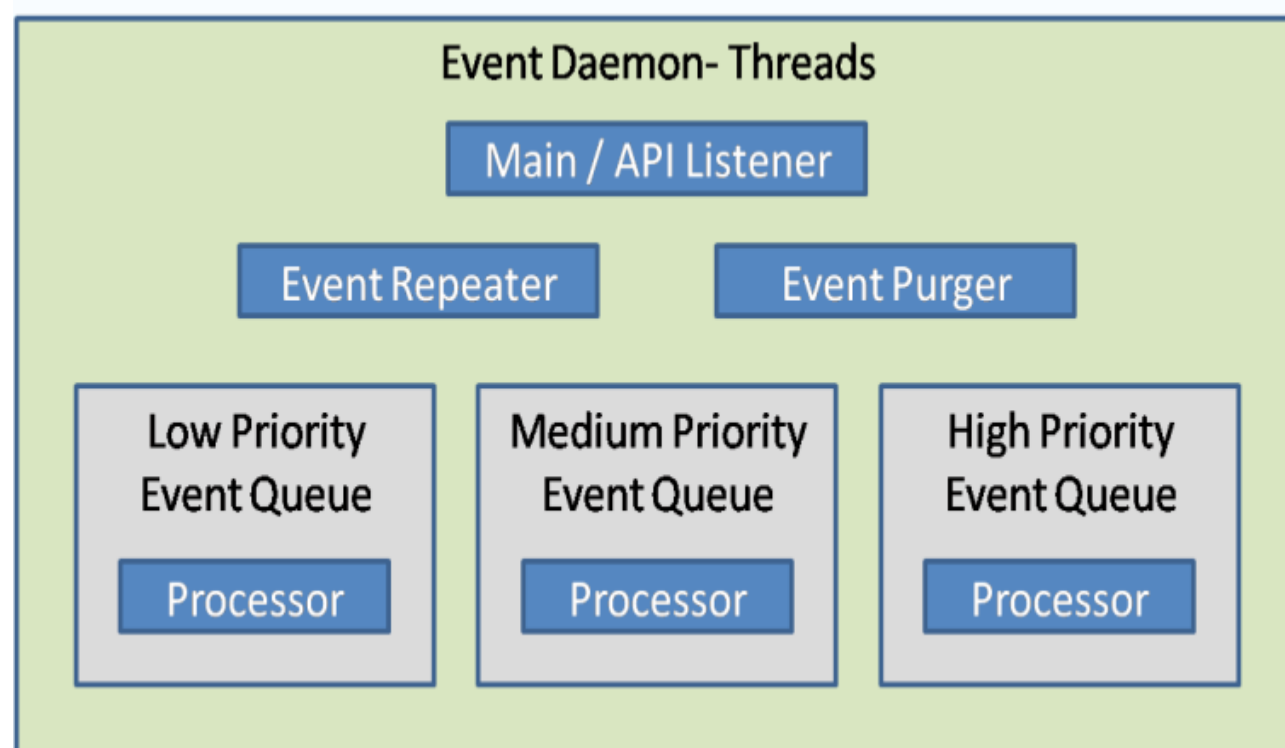 Event Daemon- Threads
Main / API Listener
Event Repeater
Event Purger
Low Priority
Event Queue
Processor
Medium Priority
Event Queue
Processor
High Priority
Event Queue
Processor